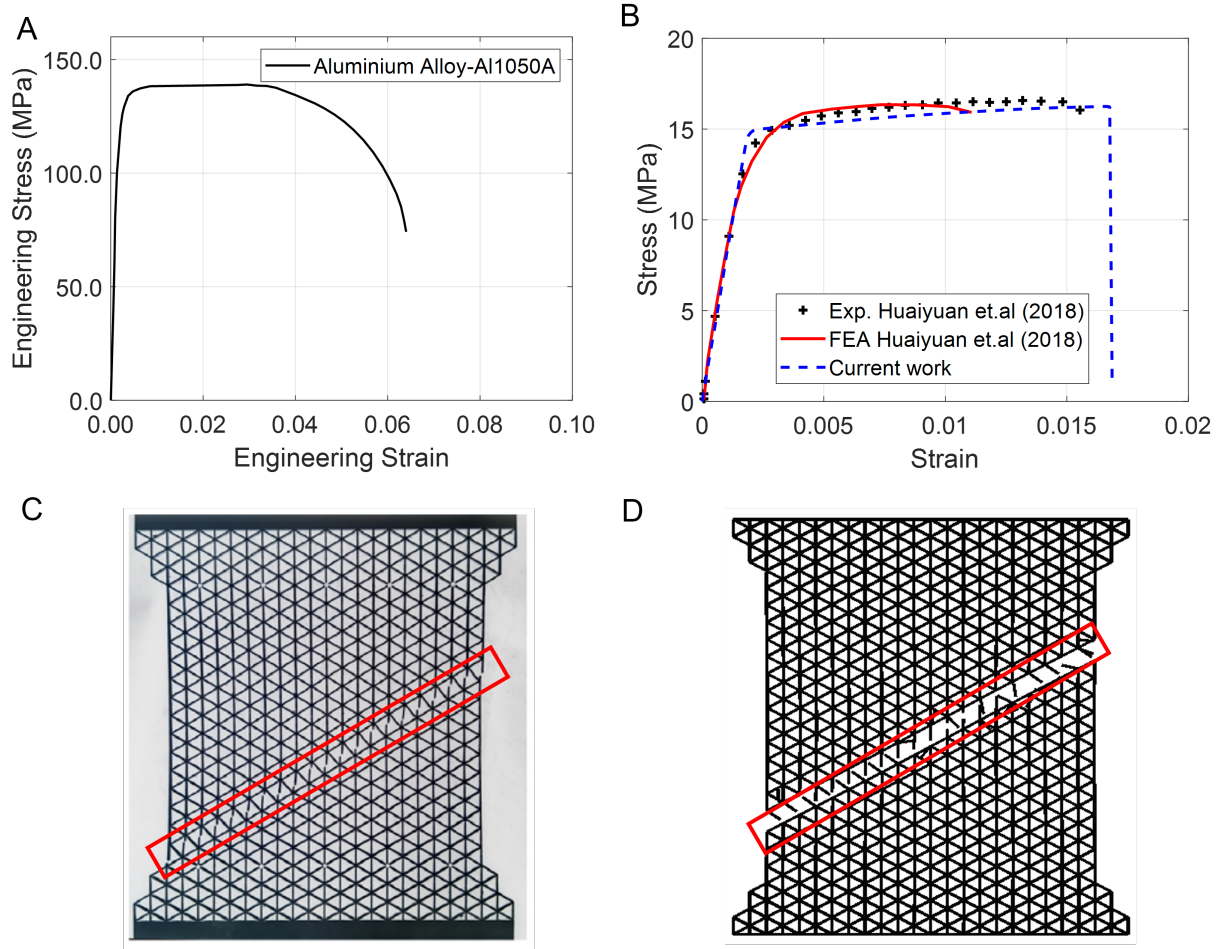 A
150.0
100.0
50.0
0.0
Engineering Stress (MPa)
Aluminium Alloy-Al1050A
0.00 0.02 0.04 0.06 0.08 0.10
Engineering Strain
B
20
15
10
5
0
Stress (MPa)
Exp. Huaiyuan et.al (2018)
FEA Huaiyuan et.al (2018)
Current work
0 0.005 0.01 0.015 0.02
Strain
C
D